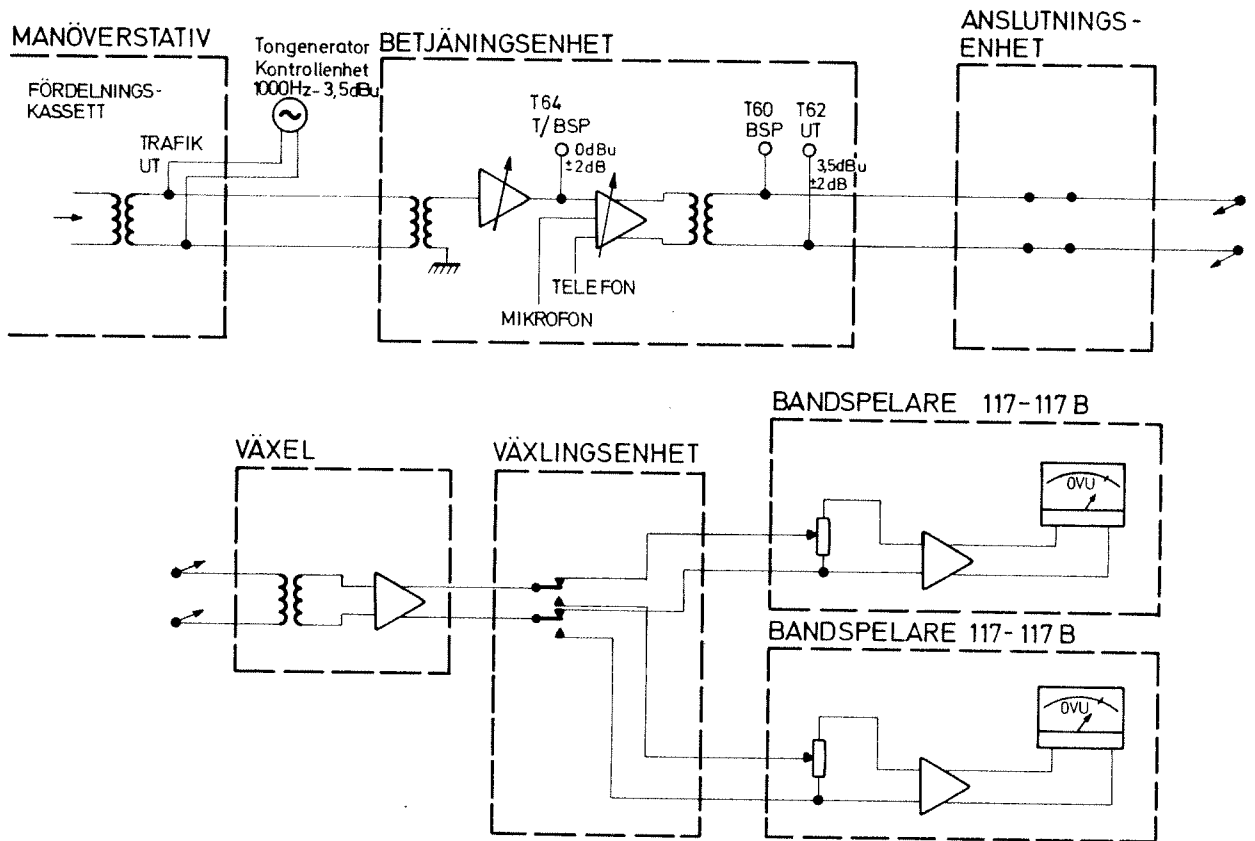 MANÖVERSTATIV
FÖRDELNINGS-
KASSETT
TRAFIK
UT
Tongenerator
Kontrollenhet
1000Hz-3,5dBu
BETJÄNINGSENHET
T64
T/BSP
0dBu
±2dB
TELEFON
MIKROFON
T60
BSP
T62
UT
3,5dBu
±2dB
ANSLUTNINGS-
ENHET
VÄXEL
VÄXLINGSENHET
BANDSPELARE 117-117B
0VU
BANDSPELARE 117-117B
0VU